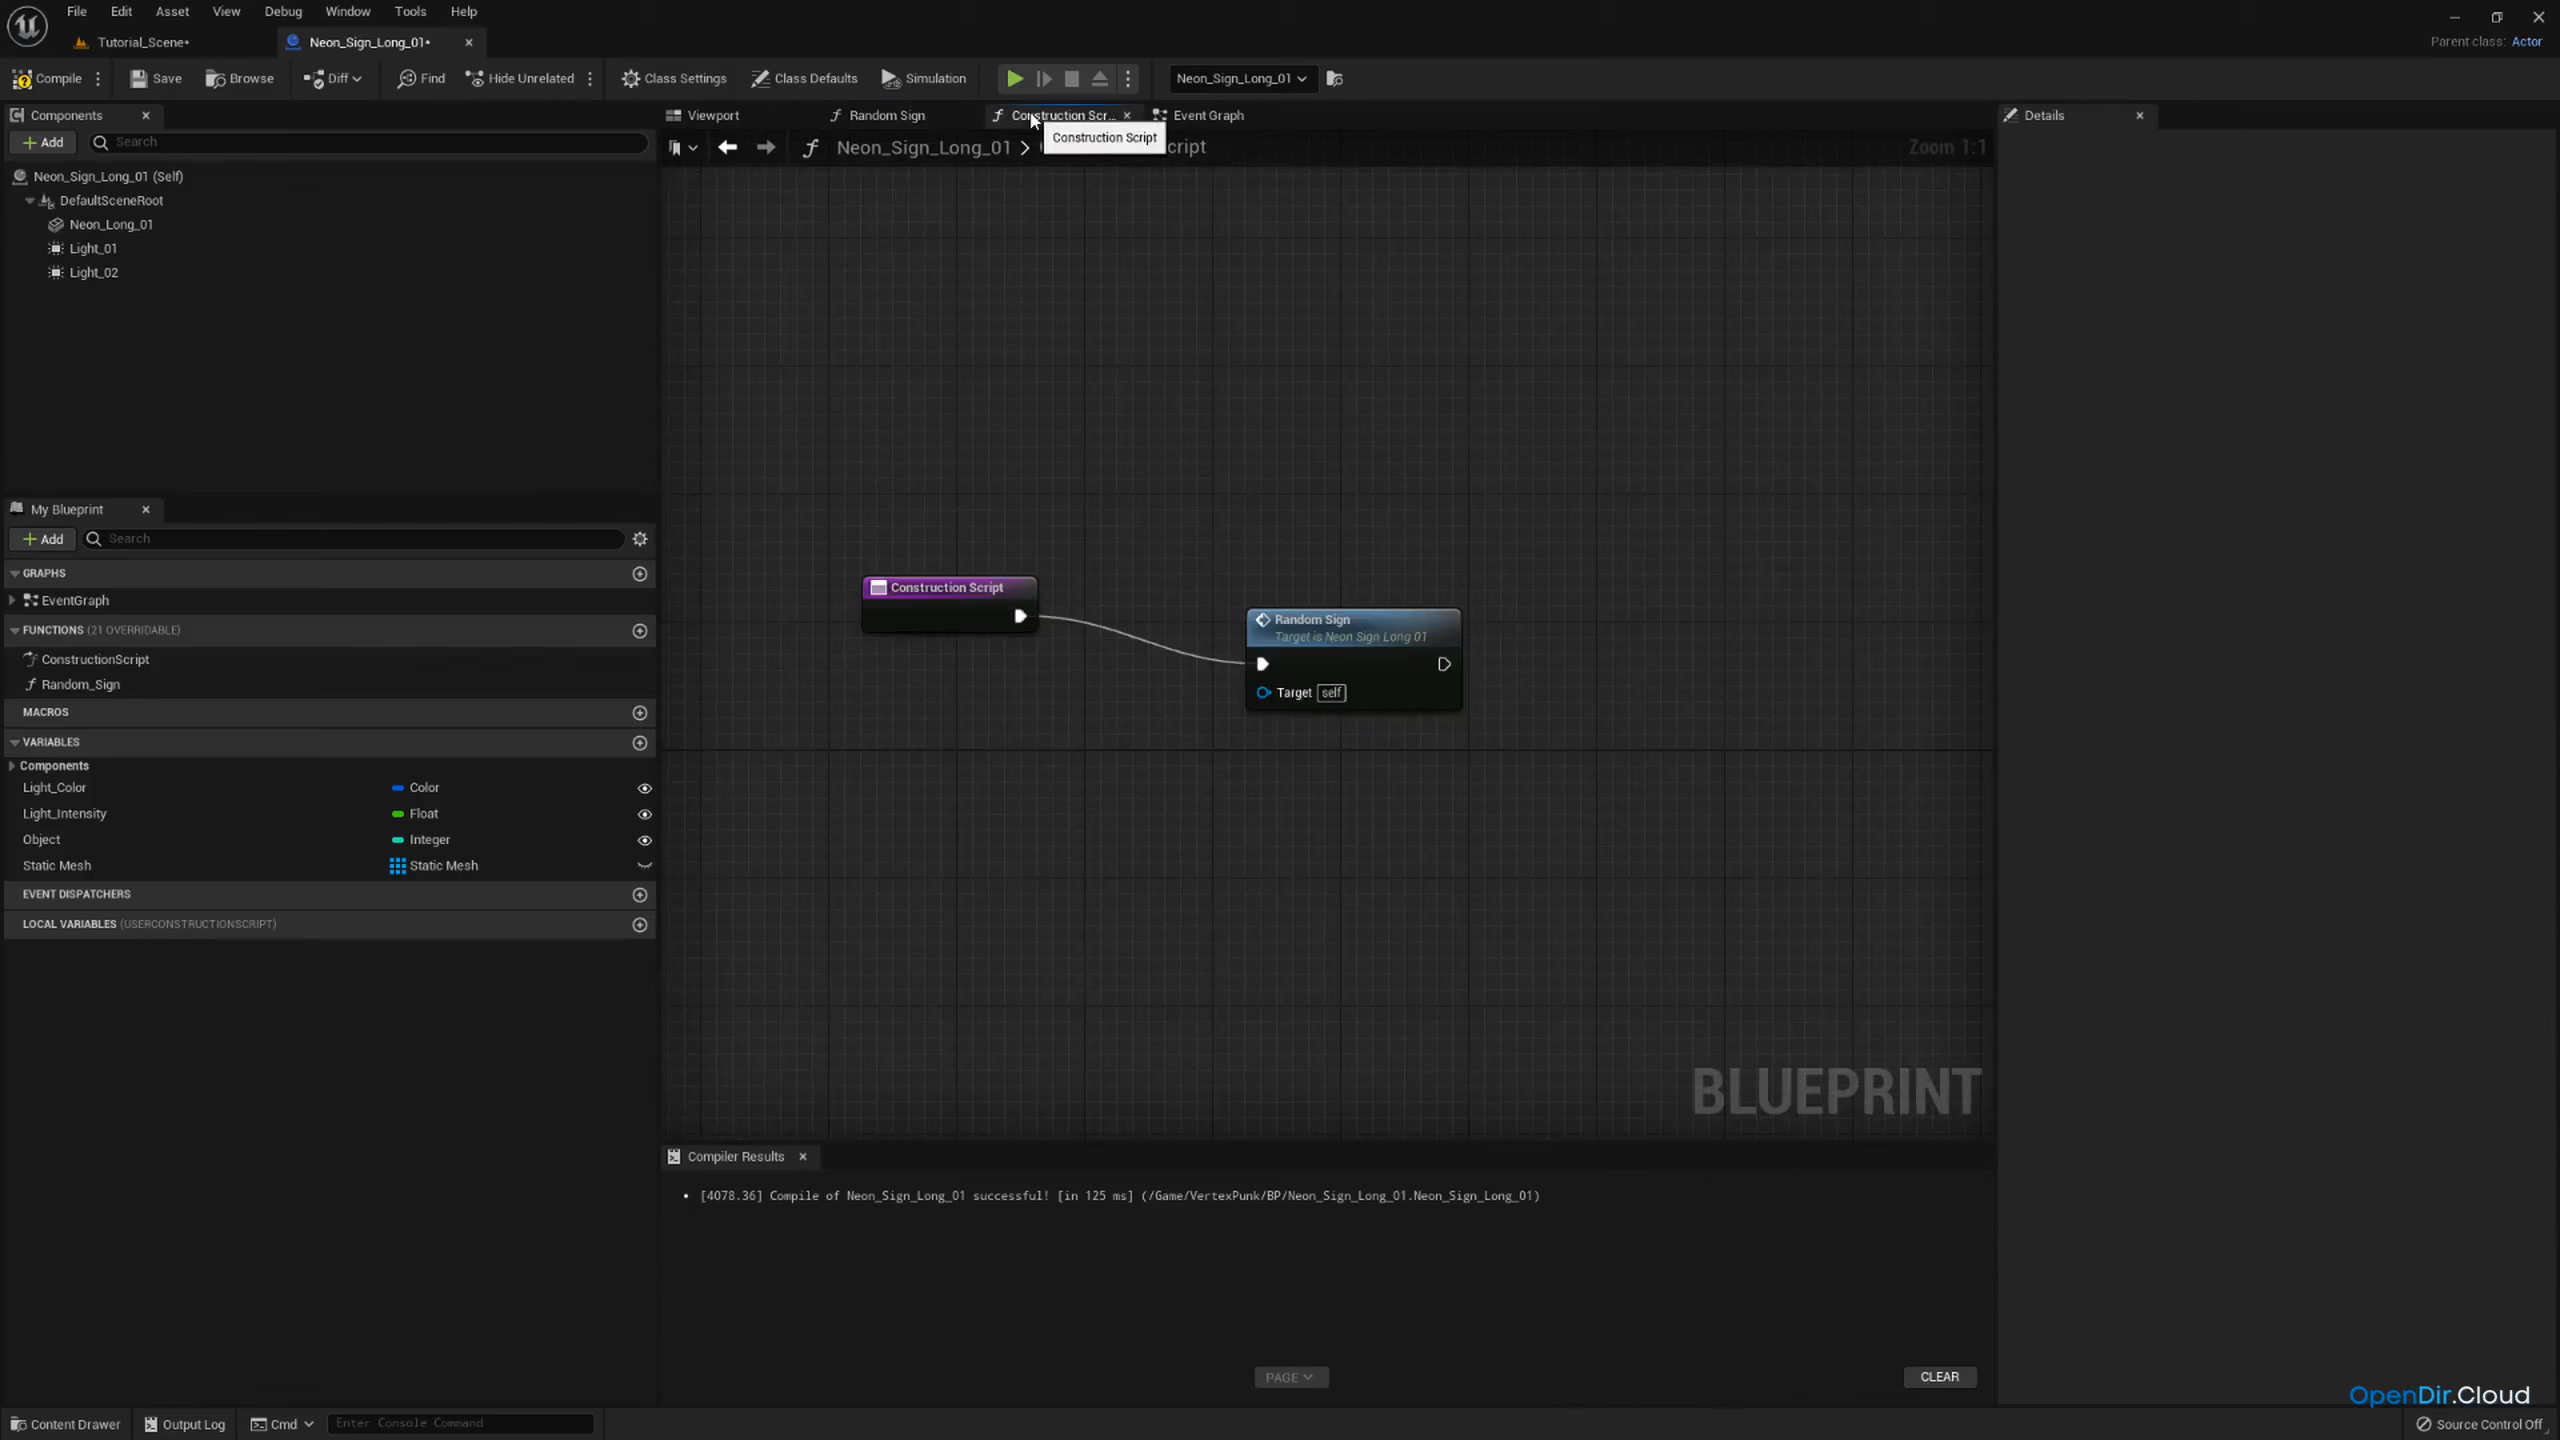 File Edit Asset View Debug Window Tools Help
Tutorial_Scene*
Neon_Sign_Long_01*
Parent class: Actor
Compile Save Browse Diff Find Hide Unrelated Class Settings Class Defaults Simulation Neon_Sign_Long_01
Components
Viewport Random Sign Construction Scr... Event Graph
Details
Add Search
Construction Script
Neon_Sign_Long_01 > cript
Zoom 1:1
Neon_Sign_Long_01 (Self)
DefaultSceneRoot
Neon_Long_01
Light_01
Light_02
My Blueprint
Add Search
GRAPHS
EventGraph
FUNCTIONS (21 OVERRIDABLE)
ConstructionScript
Random_Sign
MACROS
VARIABLES
Components
Light_Color Color
Light_Intensity Float
Object Integer
Static Mesh Static Mesh
EVENT DISPATCHERS
LOCAL VARIABLES (USERCONSTRUCTIONSCRIPT)
Construction Script
Random Sign
Target is Neon Sign Long 01
Target self
BLUEPRINT
Compiler Results
• [4078.36] Compile of Neon_Sign_Long_01 successful! [in 125 ms] (/Game/VertexPunk/BP/Neon_Sign_Long_01.Neon_Sign_Long_01)
PAGE
CLEAR
OpenDir.Cloud
Content Drawer Output Log Cmd Enter Console Command
Source Control Off